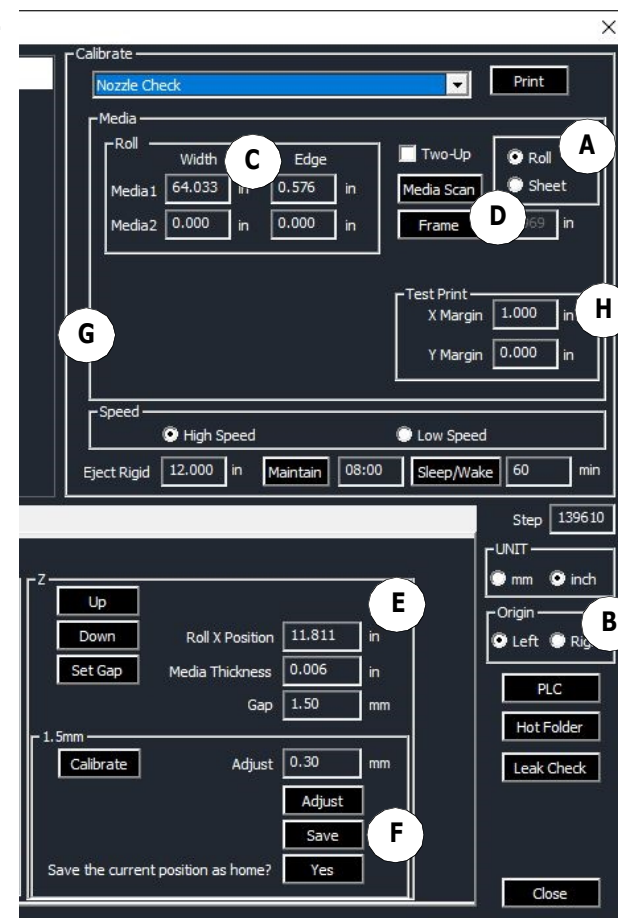 Calibrate
Nozzle Check Print
Media
Roll
Width C Edge
Two-Up
Roll A
Media1 64.033 in 0.576 in
Media Scan
Sheet
Media2 0.000 in 0.000 in
Frame D 69 in
Test Print
X Margin 1.000 in H
G
Y Margin 0.000 in
Speed
High Speed Low Speed
Eject Rigid 12.000 in Maintain 08:00 Sleep/Wake 60 min
Step 139610
UNIT
mm inch
Z
Up E
Origin
Down Roll X Position 11.811 in
Left B
Set Gap Media Thickness 0.006 in
PLC
Gap 1.50 mm
Hot Folder
1.5mm
Calibrate Adjust 0.30 mm
Leak Check
Adjust
Save F
Save the current position as home? Yes
Close